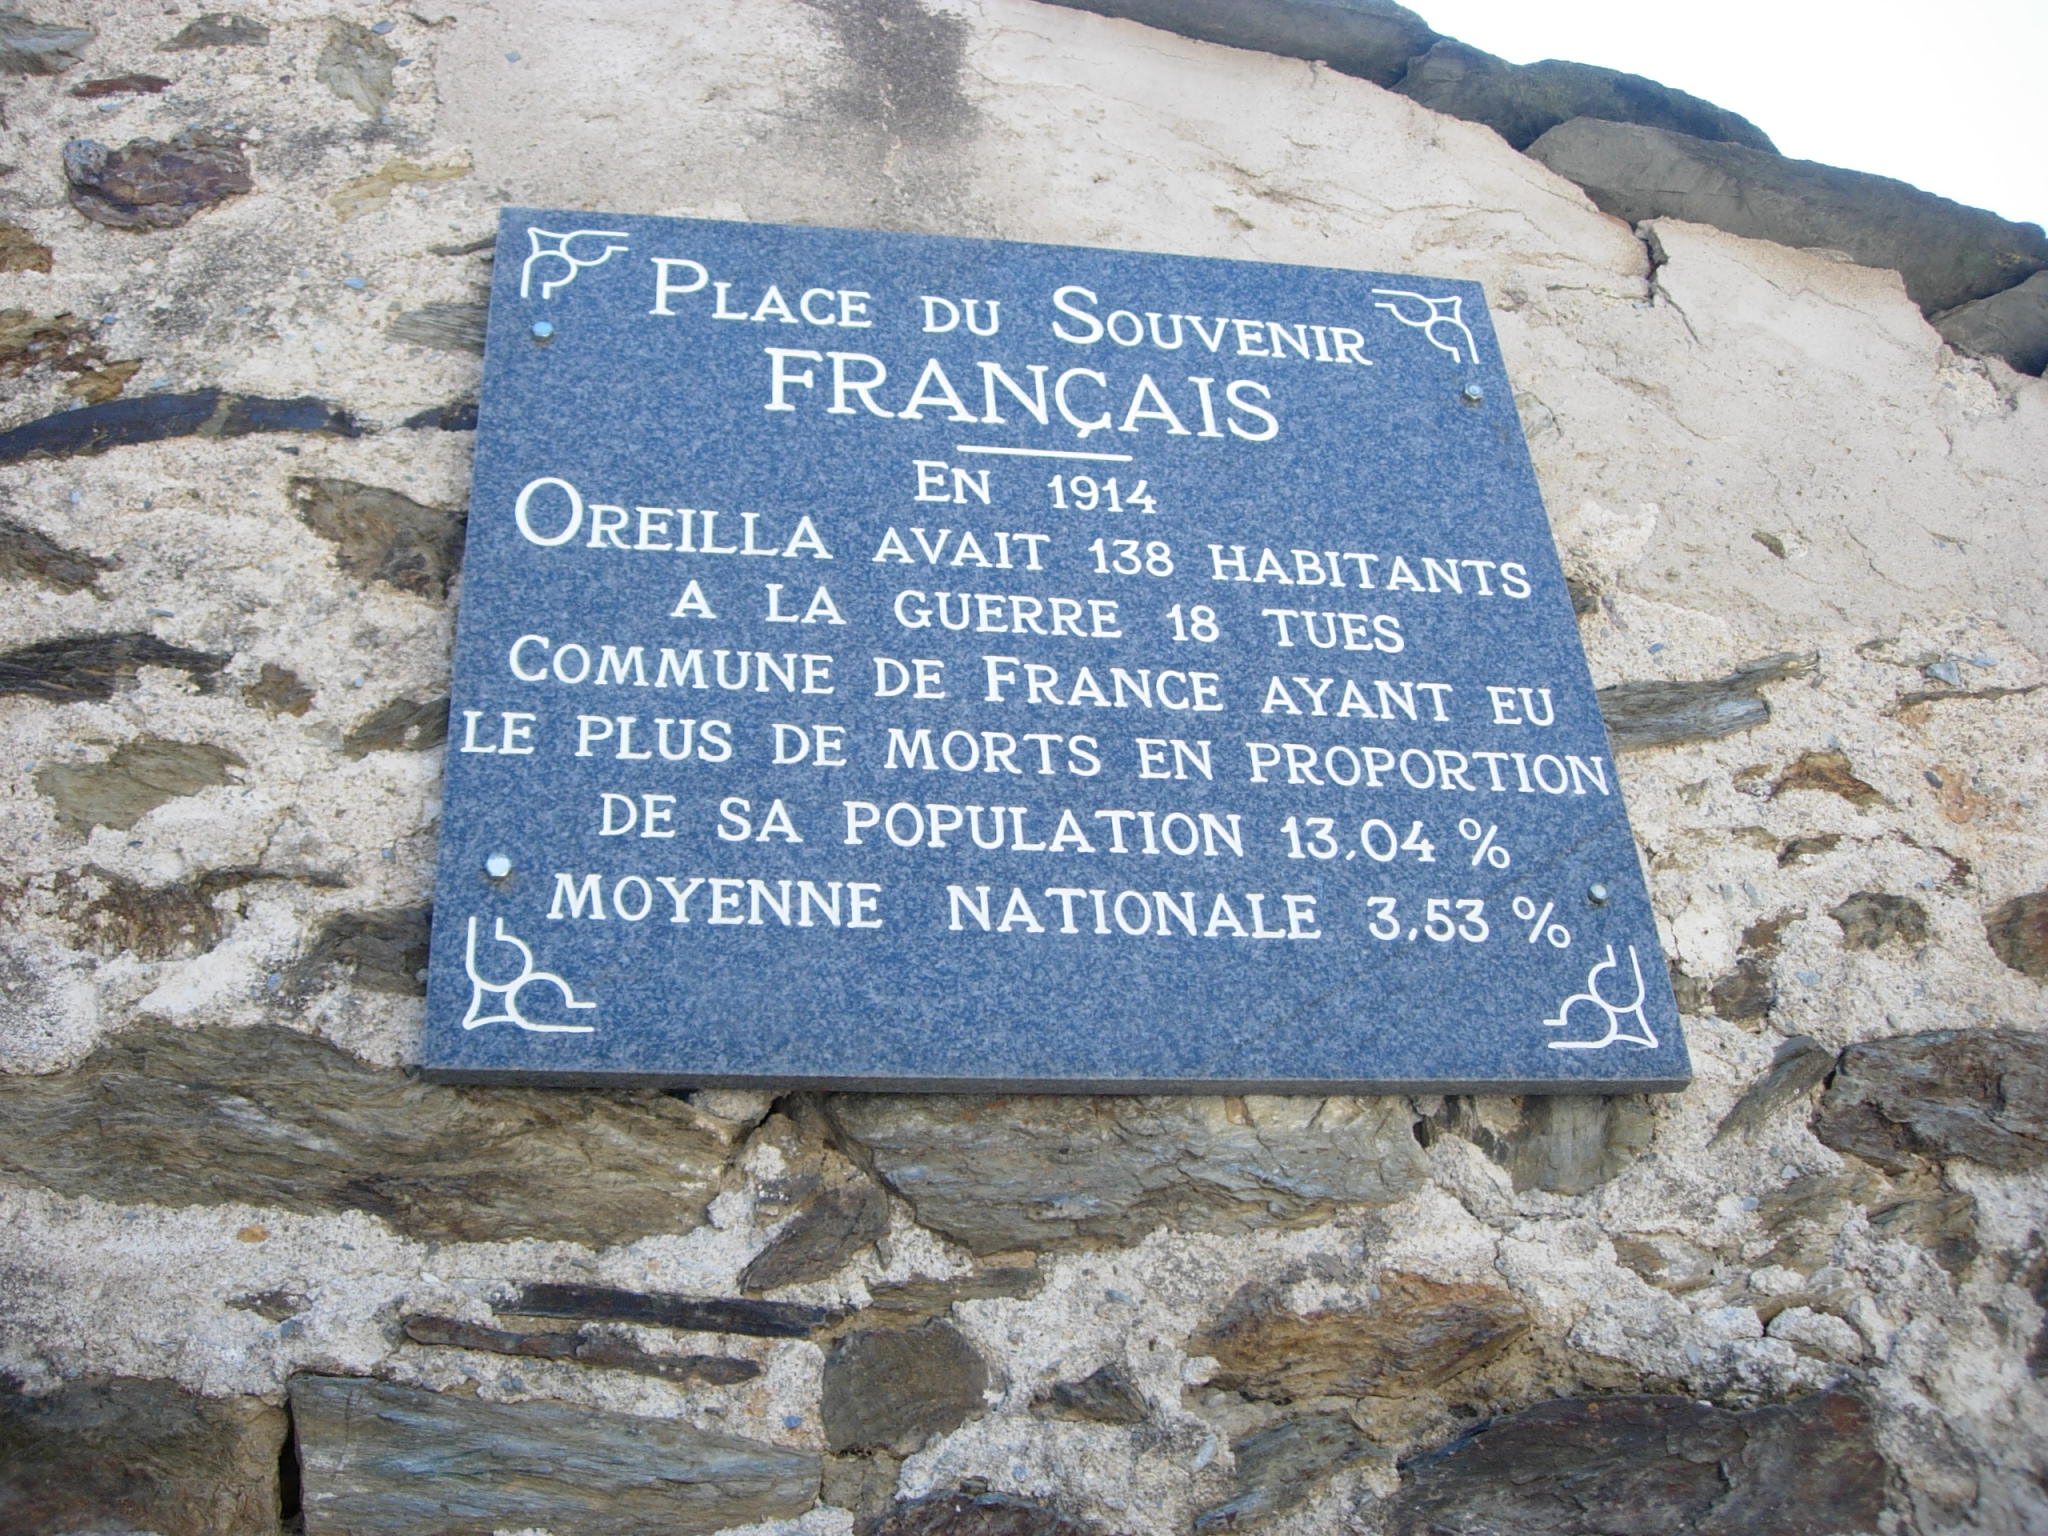 PLACE DU SOUVENIR
FRANÇAIS
EN 1914
OREILLA AVAIT 138 HABITANTS
A LA GUERRE 18 TUES
COMMUNE DE FRANCE AYANT EU
LE PLUS DE MORTS EN PROPORTION
DE SA POPULATION 13,04 %
MOYENNE NATIONALE 3,53 %